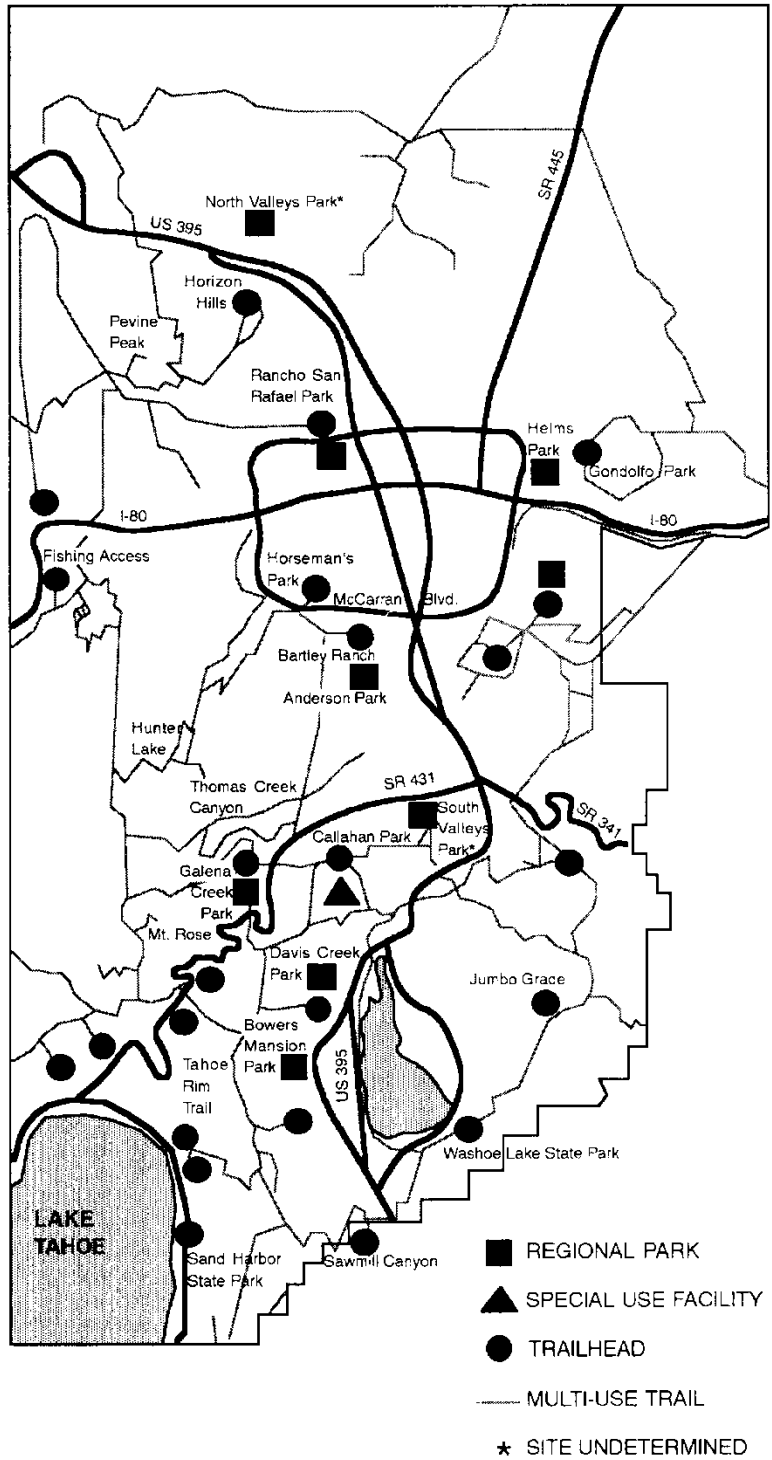 SR 445
North Valleys Park*
US 395
Horizon
Hills
Pevine
Peak
Rancho San
Rafael Park
Helms
Park
Gondolfo Park
I-80
I-80
Fishing Access
Horseman's
Park
McCarran Blvd.
Bartley Ranch
Anderson Park
Hunter
Lake
SR 431
Thomas Creek
Canyon
SR 341
South
Valleys
Park*
Callahan Park
Galena
Creek
Park
Mt. Rose
Davis Creek
Park
Jumbo Grace
Bowers
Mansion
Park
US 395
Tahoe
Rim
Trail
Washoe Lake State Park
LAKE
TAHOE
Sand Harbor
State Park
Sawmill Canyon
REGIONAL PARK
SPECIAL USE FACILITY
TRAILHEAD
MULTI-USE TRAIL
* SITE UNDETERMINED